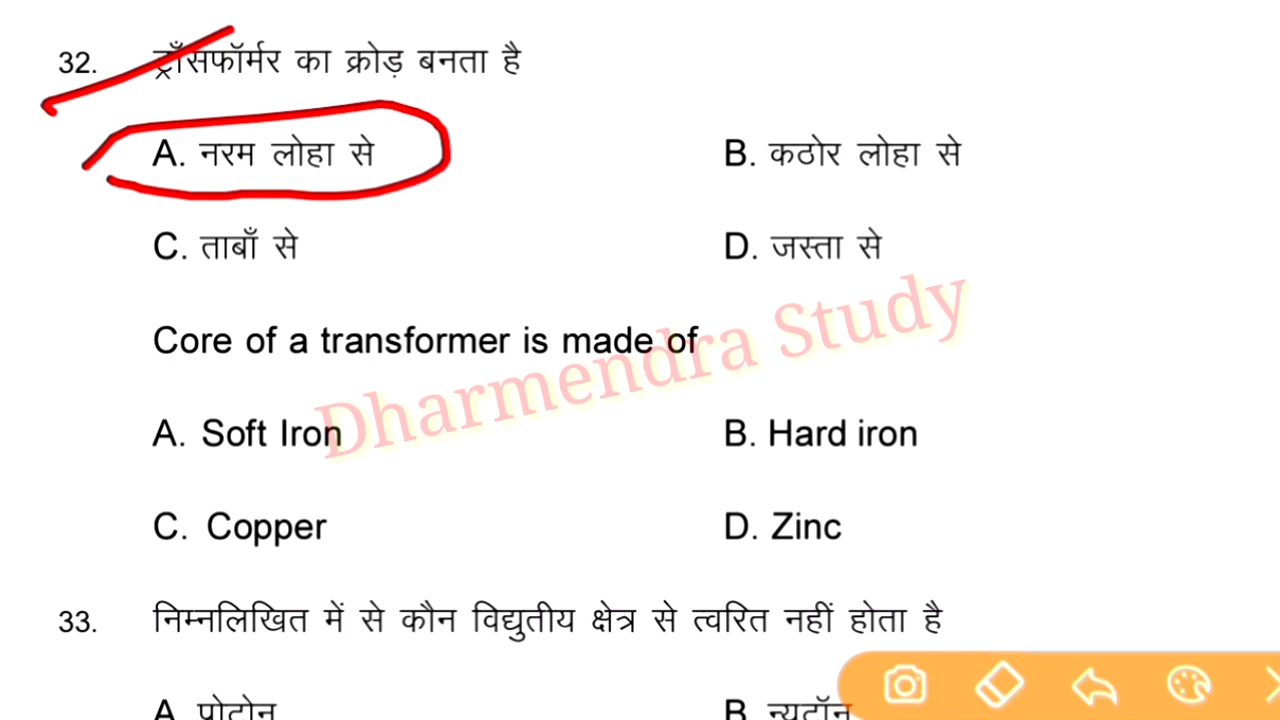 32. ट्राँसफॉर्मर का क्रोड़ बनता है
A. नरम लोहा से B. कठोर लोहा से
C. ताबाँ से D. जस्ता से
Core of a transformer is made of
Dharmendra Study
A. Soft Iron B. Hard iron
C. Copper D. Zinc
33. निम्नलिखित में से कौन विद्युतीय क्षेत्र से त्वरित नहीं होता है
A. प्रोटोन B. न्यूटॉन